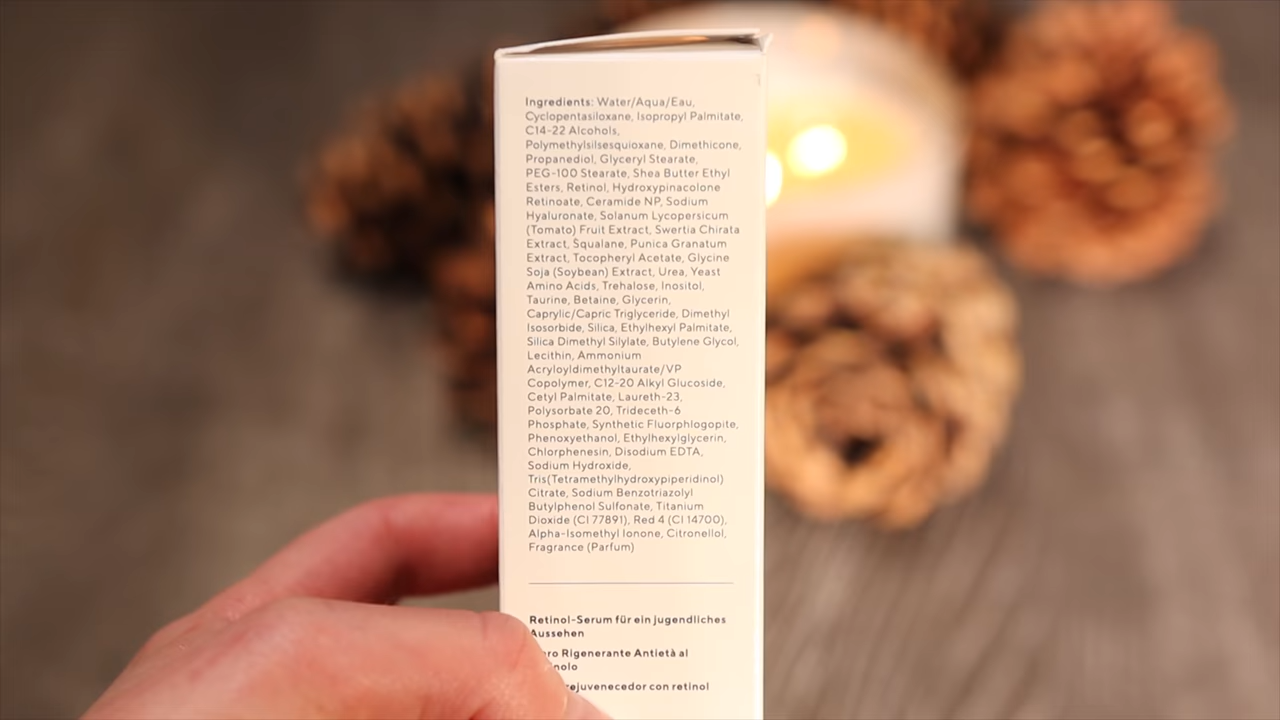 Ingredients: Water/Aqua/Eau,
Cyclopentasiloxane, Isopropyl Palmitate,
C14-22 Alcohols,
Polymethylsilsesquioxane, Dimethicone,
Propanediol, Glyceryl Stearate,
PEG-100 Stearate, Shea Butter Ethyl
Esters, Retinol, Hydroxypinacolone
Retinoate, Ceramide NP, Sodium
Hyaluronate, Solanum Lycopersicum
(Tomato) Fruit Extract, Swertia Chirata
Extract, Squalane, Punica Granatum
Extract, Tocopheryl Acetate, Glycine
Soja (Soybean) Extract, Urea, Yeast
Amino Acids, Trehalose, Inositol,
Taurine, Betaine, Glycerin,
Caprylic/Capric Triglyceride, Dimethyl
Isosorbide, Silica, Ethylhexyl Palmitate,
Silica Dimethyl Silylate, Butylene Glycol,
Lecithin, Ammonium
Acryloyldimethyltaurate/VP
Copolymer, C12-20 Alkyl Glucoside,
Cetyl Palmitate, Laureth-23,
Polysorbate 20, Trideceth-6
Phosphate, Synthetic Fluorphlogopite,
Phenoxyethanol, Ethylhexylglycerin,
Chlorphenesin, Disodium EDTA,
Sodium Hydroxide,
Tris(Tetramethylhydroxypiperidinol)
Citrate, Sodium Benzotriazolyl
Butylphenol Sulfonate, Titanium
Dioxide (CI 77891), Red 4 (CI 14700),
Alpha-Isomethyl Ionone, Citronellol,
Fragrance (Parfum)
Retinol-Serum für ein jugendliches
Aussehen
Rigenerante Antietà al
rejuvenecedor con retinol